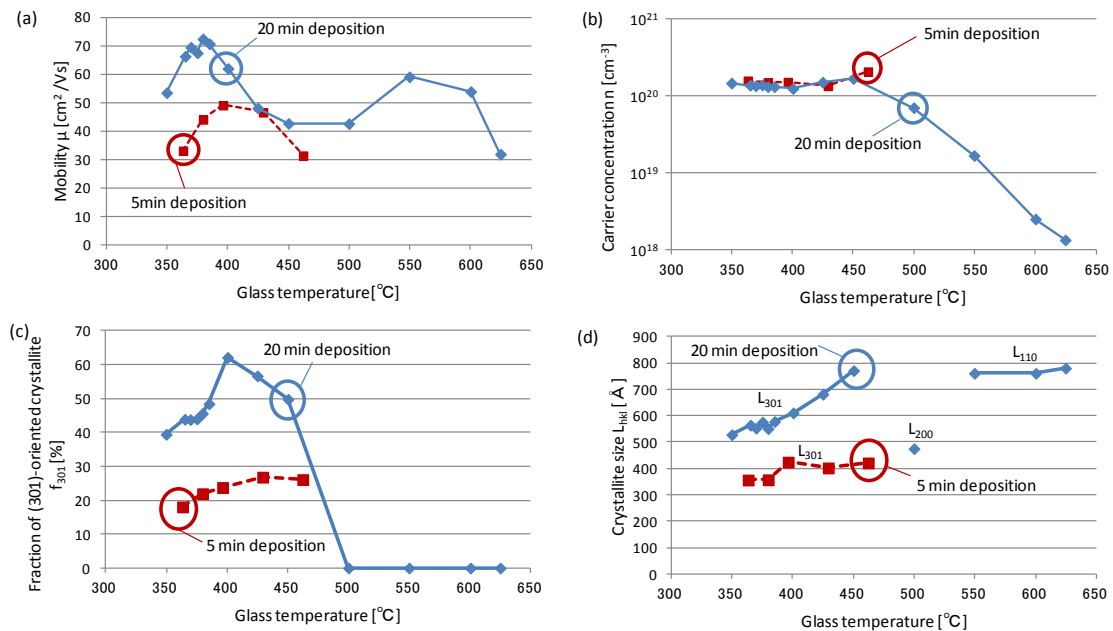 (a)
80
70
60
50
40
30
20
10
0
Mobility μ [cm² /Vs]
20 min deposition
5min deposition
300 350 400 450 500 550 600 650
Glass temperature [℃]
(b)
10²¹
10²⁰
10¹⁹
10¹⁸
Carrier concentration n [cm⁻³]
5min deposition
20 min deposition
300 350 400 450 500 550 600 650
Glass temperature [℃]
(c)
70
60
50
40
30
20
10
0
Fraction of (301)-oriented crystallite
f₃₀₁ [%]
20 min deposition
5 min deposition
300 350 400 450 500 550 600 650
Glass temperature [℃]
(d)
900
800
700
600
500
400
300
200
100
0
Crystallite size Lₕₖₗ [Å]
20 min deposition
L₁₁₀
L₃₀₁
L₂₀₀
L₃₀₁
5 min deposition
300 350 400 450 500 550 600 650
Glass temperature [℃]